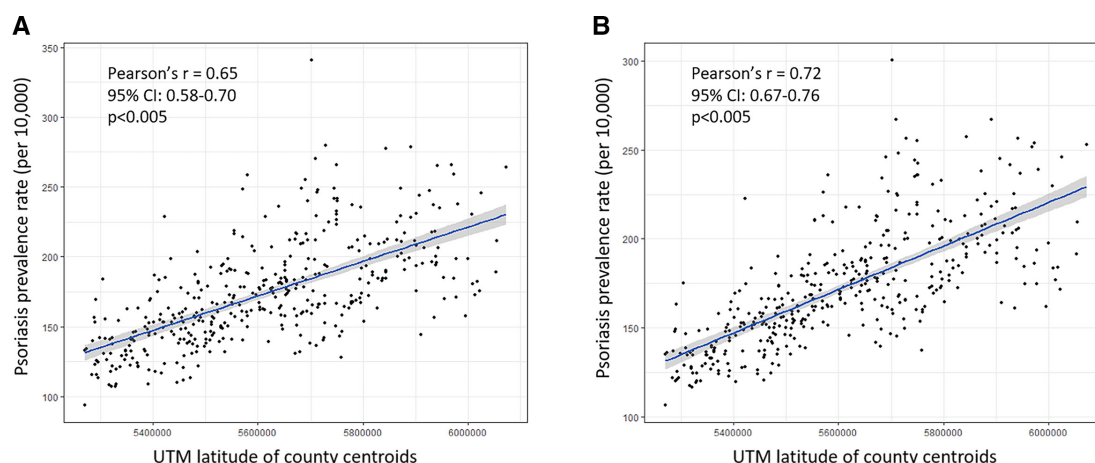 A
Psoriasis prevalence rate (per 10,000)
350
300
250
200
150
100
Pearson's r = 0.65
95% CI: 0.58-0.70
p<0.005
5400000 5600000 5800000 6000000
UTM latitude of county centroids
B
Psoriasis prevalence rate (per 10,000)
300
250
200
150
100
Pearson's r = 0.72
95% CI: 0.67-0.76
p<0.005
5400000 5600000 5800000 6000000
UTM latitude of county centroids